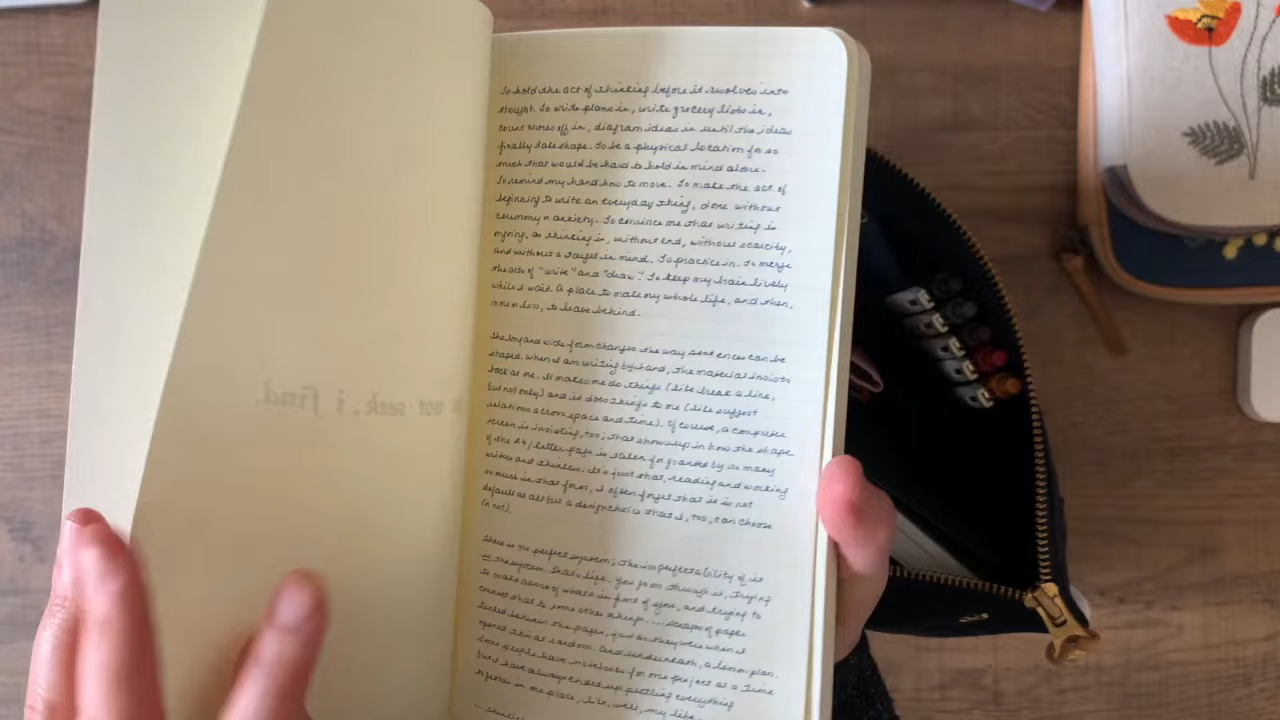 not seek, i find.
To hold the act of thinking before it resolves into
thought. To write plans in, write grocery lists in,
count chores off in, diagram ideas in until the ideas
finally take shape. To be a physical location for so
much that would be hard to hold in mind alone.
To remind my hand how to move. To make the act of
beginning to write an everyday thing, done without
ceremony or anxiety. To convince me that writing is
ongoing, as thinking is, without end, without scarcity,
and without a target in mind. To practice in. To merge
the acts of "write" and "draw." To keep my brain lively
while I wait. A place to make my whole life, and then,
more or less, to leave behind.
The long and wide form changes the way sentences can be
shaped. When I am writing by hand, the material insists
back at me. It makes me do things (like break a line,
but not only) and it does things to me (like suggest
relations across space and time). Of course, a computer
screen is insisting, too; that shows up in how the shape
of the A4/letter page is taken for granted by so many
writers and thinkers. It's just that, reading and working
so much in that form, I often forget that it is not
default at all but a design choice that I, too, can choose
(or not).
There is no perfect system; the imperfectability of it
is the system. That's life. You go on through it, trying
to make sense of what's in front of you, and trying to
connect that to some other things. ... scraps of paper
tucked between the pages, just as they were when I
opened this at random. And underneath, a lesson plan.
Some people have notebooks for one project at a time
but I have always ended up putting everything
together in one place, like, well, my life.